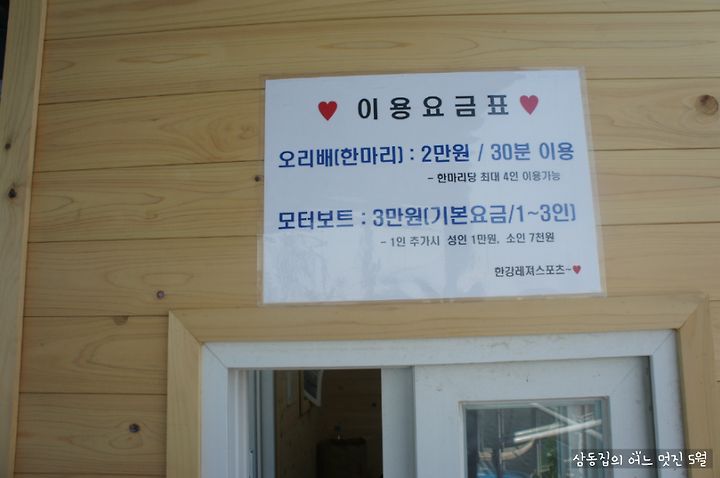 ♥ 이용요금표 ♥
오리배(한마리) : 2만원 / 30분 이용
- 한마리당 최대 4인 이용가능
모터보트 : 3만원(기본요금/1~3인)
- 1인 추가시 성인 1만원, 소인 7천원
한강레져스포츠~♥
삼동집의 어느 멋진 5월